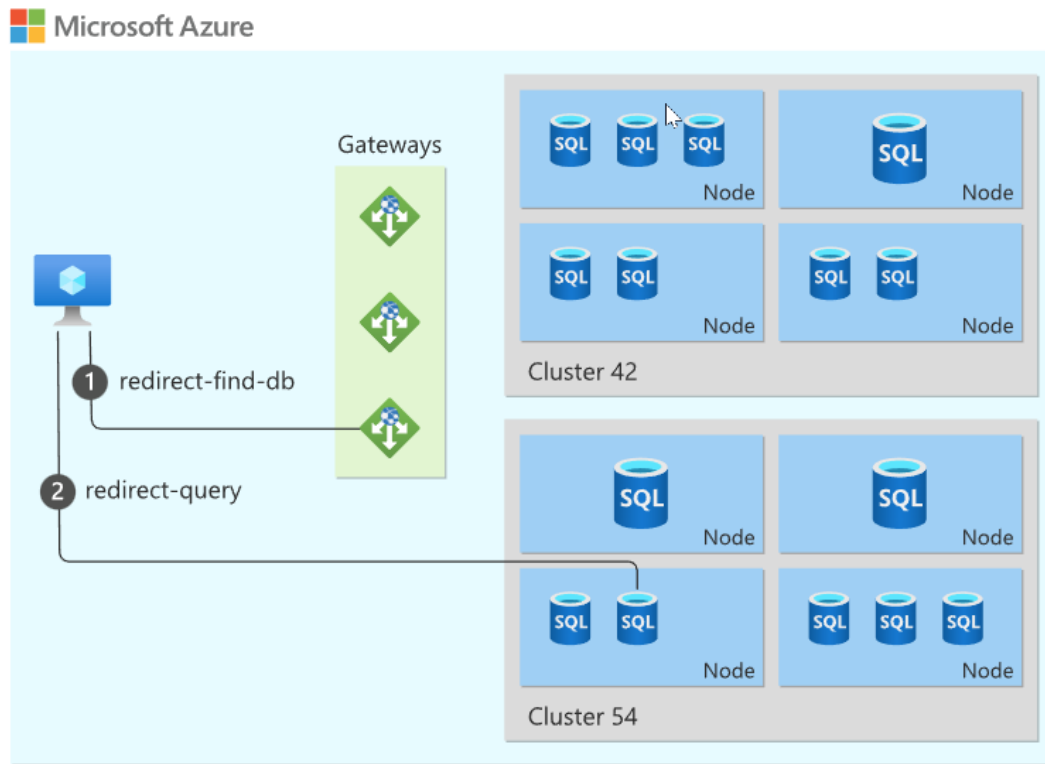 Microsoft Azure
Gateways
1 redirect-find-db
2 redirect-query
SQL SQL SQL
Node
SQL
Node
SQL SQL
Node
SQL SQL
Node
Cluster 42
SQL
Node
SQL
Node
SQL SQL
Node
SQL SQL SQL
Node
Cluster 54